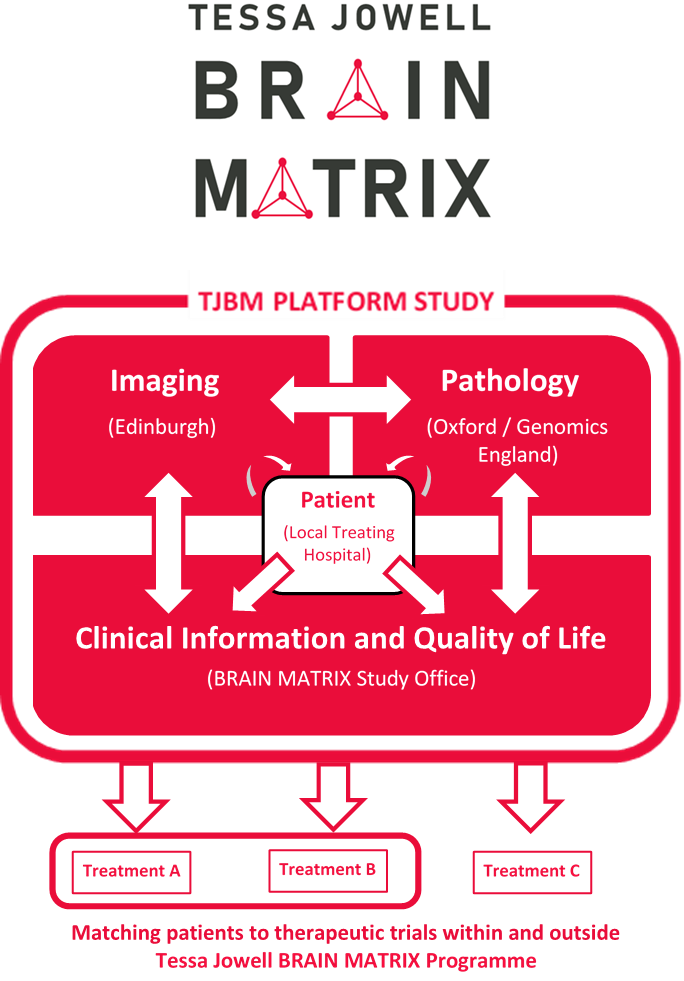 TESSA JOWELL
BRAIN
MATRIX
TJBM PLATFORM STUDY
Imaging
(Edinburgh)
Pathology
(Oxford / Genomics
England)
Patient
(Local Treating
Hospital)
Clinical Information and Quality of Life
(BRAIN MATRIX Study Office)
Treatment A
Treatment B
Treatment C
Matching patients to therapeutic trials within and outside
Tessa Jowell BRAIN MATRIX Programme